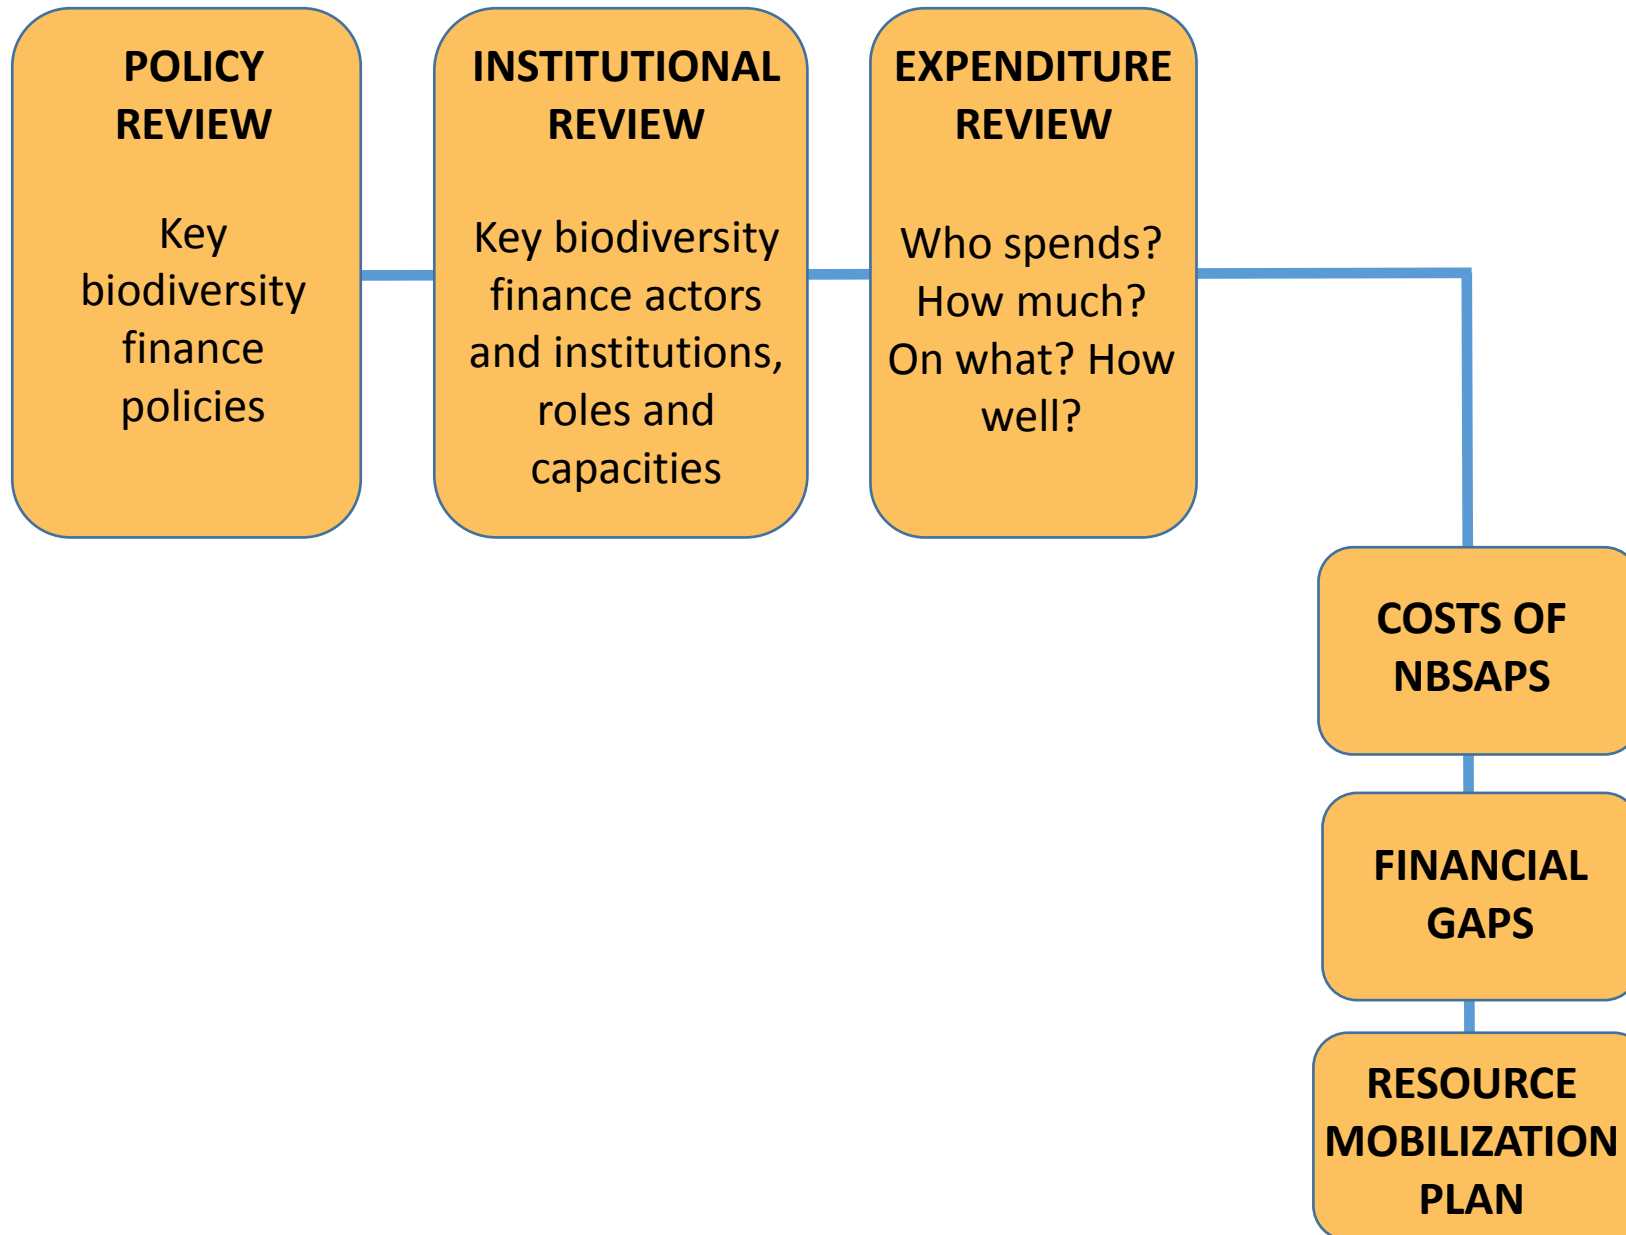 POLICY
REVIEW
Key
biodiversity
finance
policies
INSTITUTIONAL
REVIEW
Key biodiversity
finance actors
and institutions,
roles and
capacities
EXPENDITURE
REVIEW
Who spends?
How much?
On what? How
well?
COSTS OF
NBSAPS
FINANCIAL
GAPS
RESOURCE
MOBILIZATION
PLAN